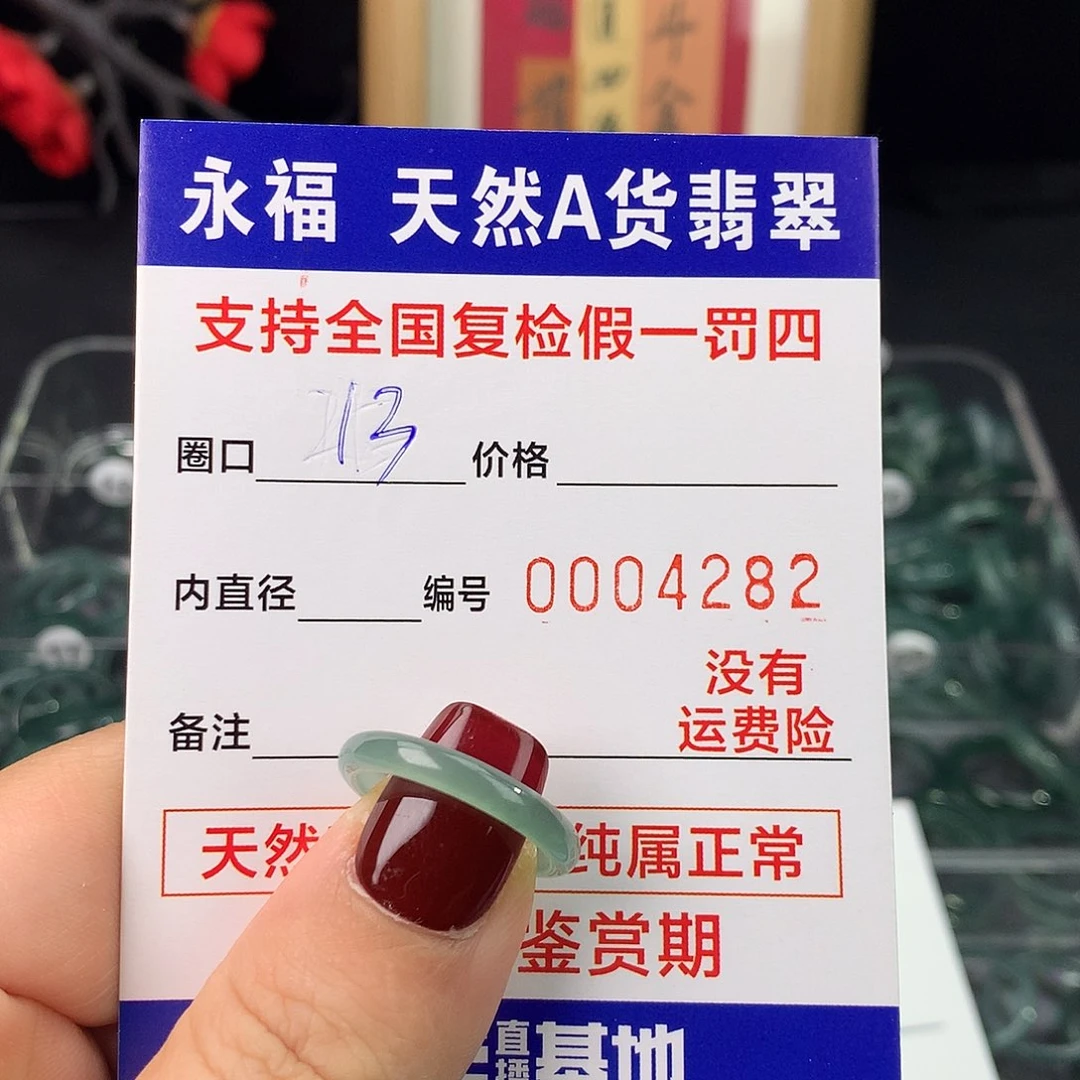 永福 天然A货翡翠
支持全国复检假一罚四
圈口 13 价格
内直径 编号 0004282
没有
备注 运费险
天然 纯属正常
鉴赏期
直播基地